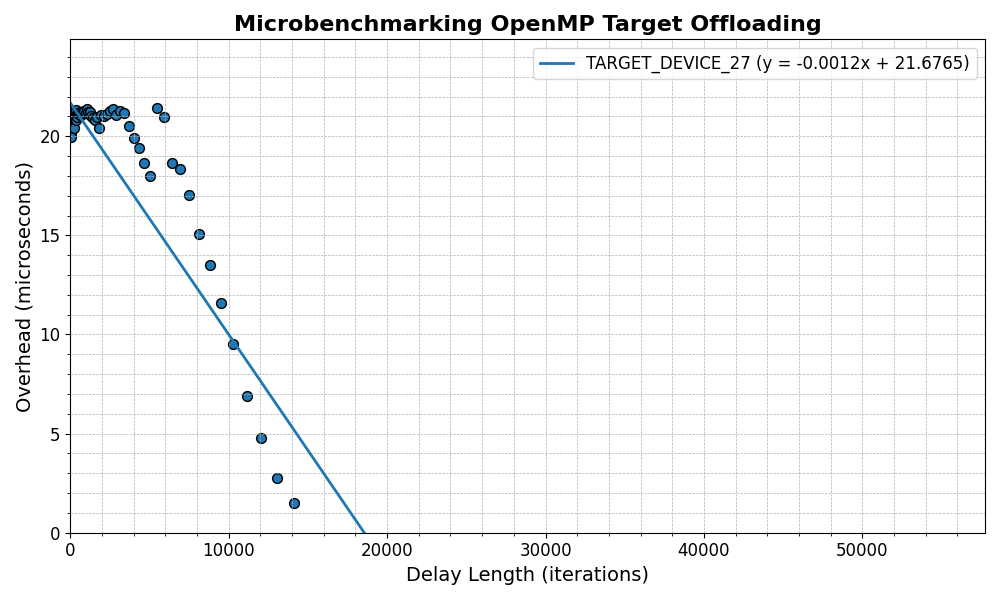 Microbenchmarking OpenMP Target Offloading
TARGET_DEVICE_27 (y = -0.0012x + 21.6765)
Overhead (microseconds)
20
15
10
5
0
0 10000 20000 30000 40000 50000
Delay Length (iterations)